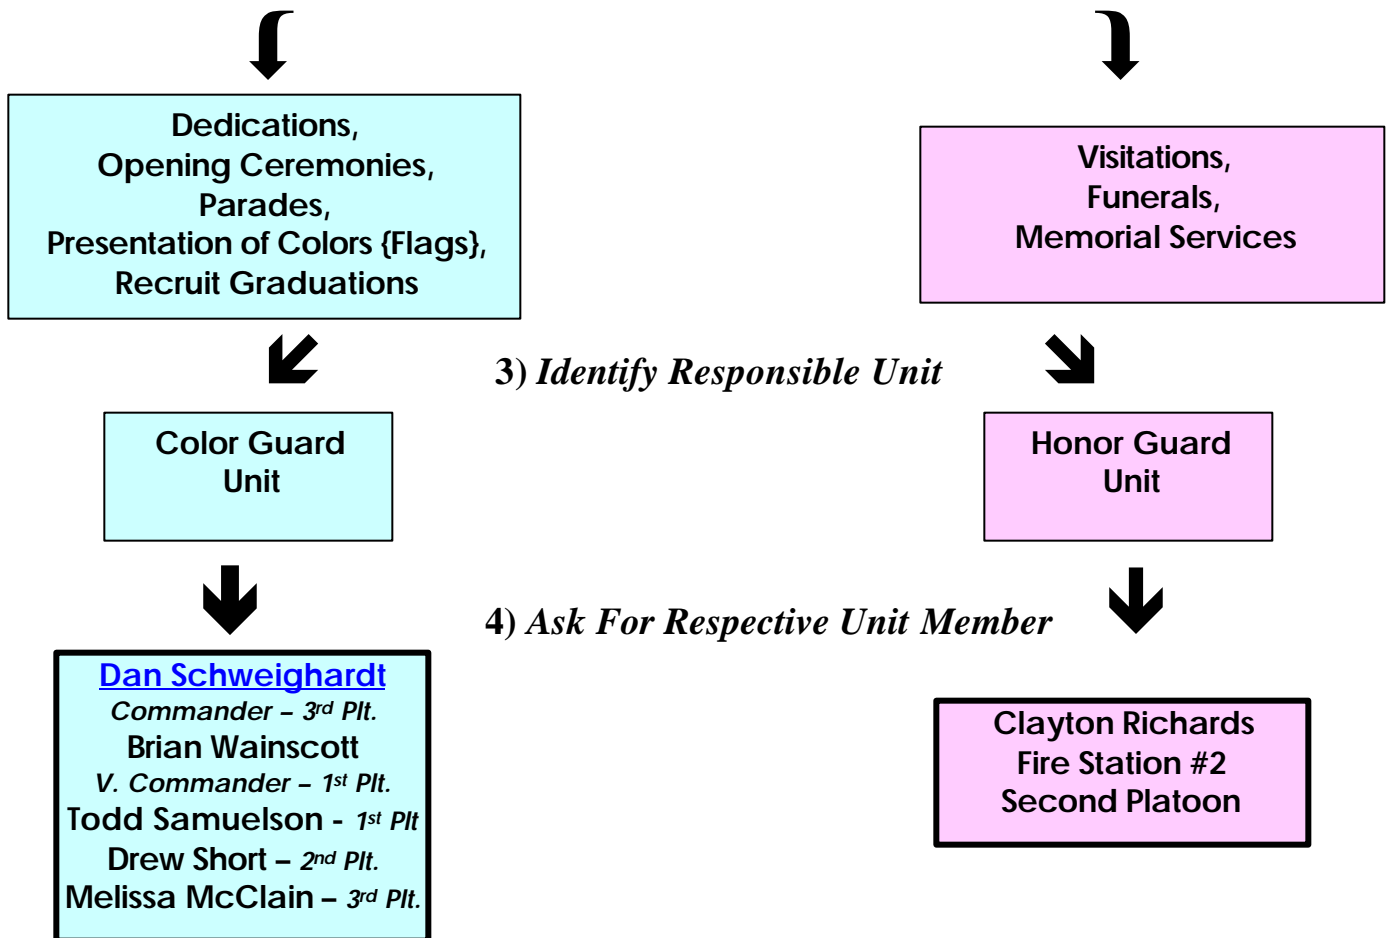 Dedications,
Opening Ceremonies,
Parades,
Presentation of Colors {Flags},
Recruit Graduations
Visitations,
Funerals,
Memorial Services
3) Identify Responsible Unit
Color Guard
Unit
Honor Guard
Unit
4) Ask For Respective Unit Member
Dan Schweighardt
Commander – 3rd Plt.
Brian Wainscott
V. Commander – 1st Plt.
Todd Samuelson - 1st Plt
Drew Short – 2nd Plt.
Melissa McClain – 3rd Plt.
Clayton Richards
Fire Station #2
Second Platoon